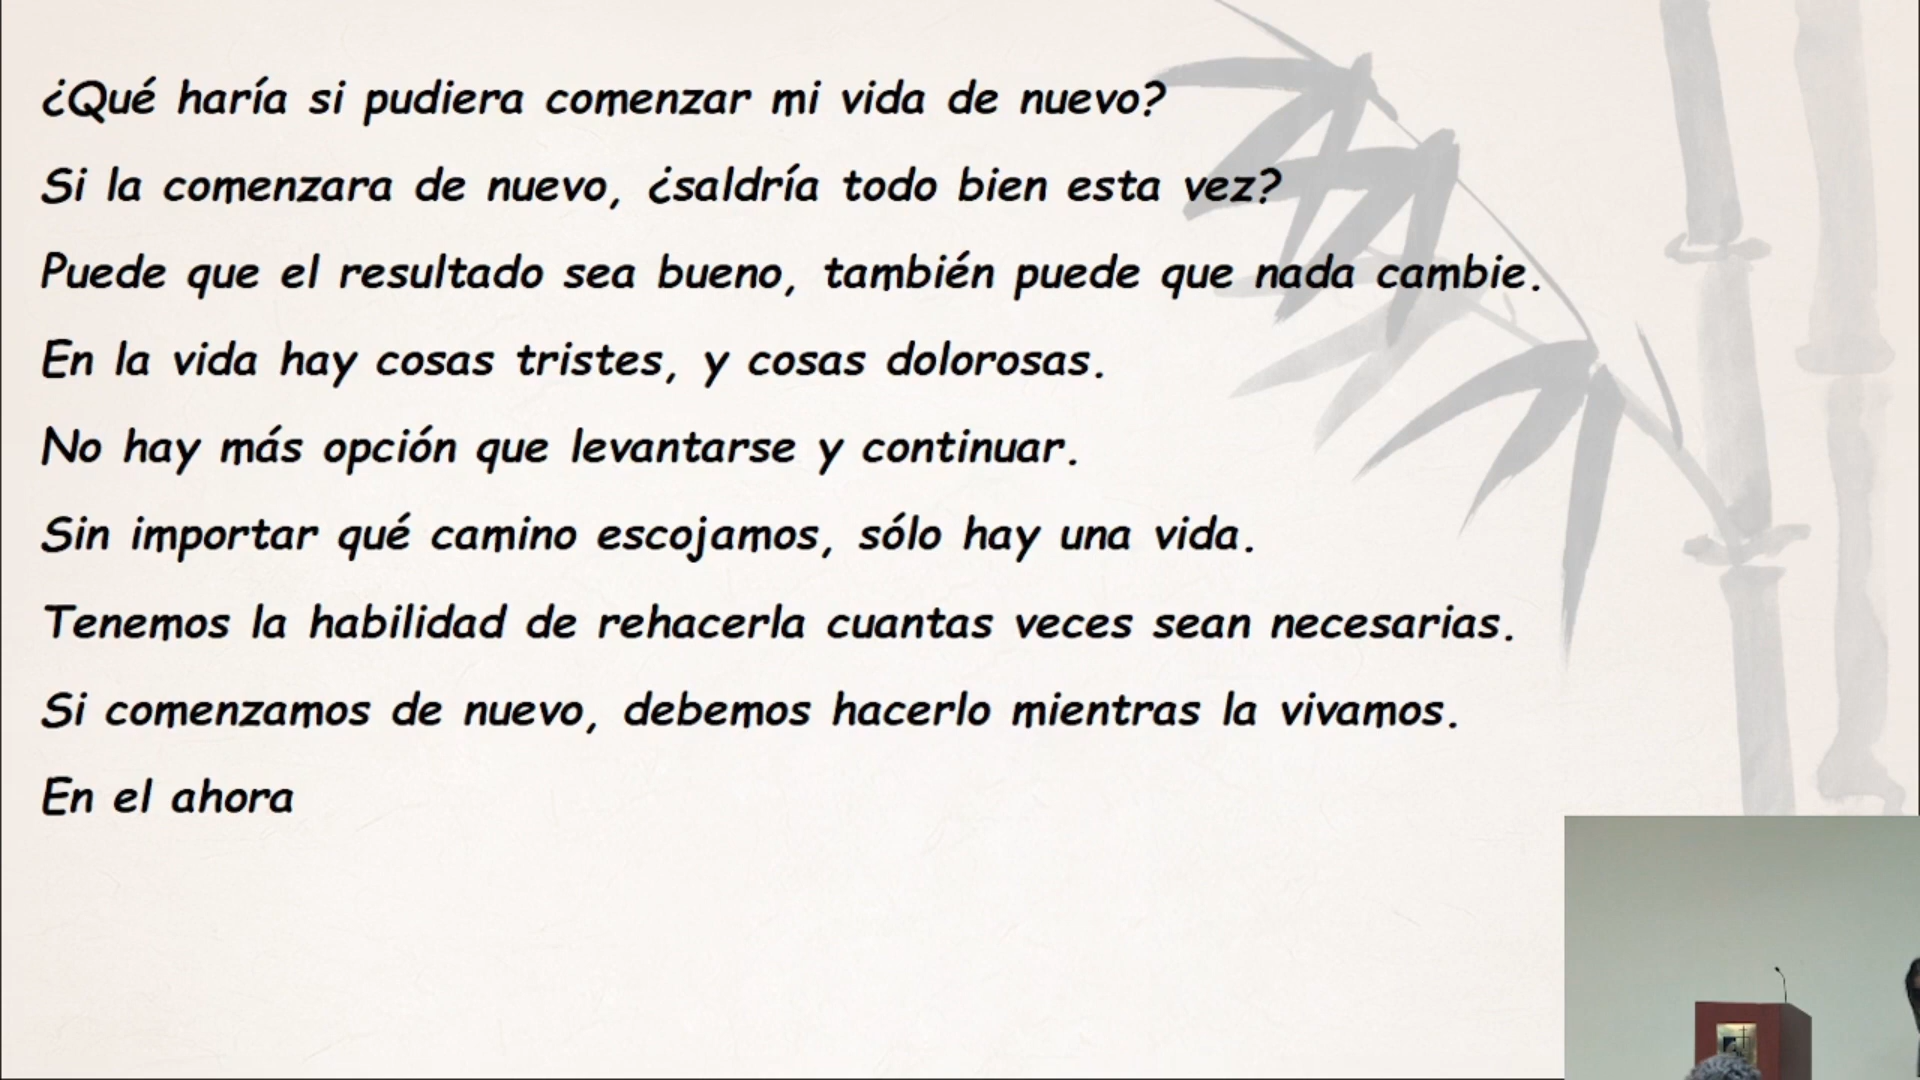 ¿Qué haría si pudiera comenzar mi vida de nuevo?
Si la comenzara de nuevo, ¿saldría todo bien esta vez?
Puede que el resultado sea bueno, también puede que nada cambie.
En la vida hay cosas tristes, y cosas dolorosas.
No hay más opción que levantarse y continuar.
Sin importar qué camino escojamos, sólo hay una vida.
Tenemos la habilidad de rehacerla cuantas veces sean necesarias.
Si comenzamos de nuevo, debemos hacerlo mientras la vivamos.
En el ahora